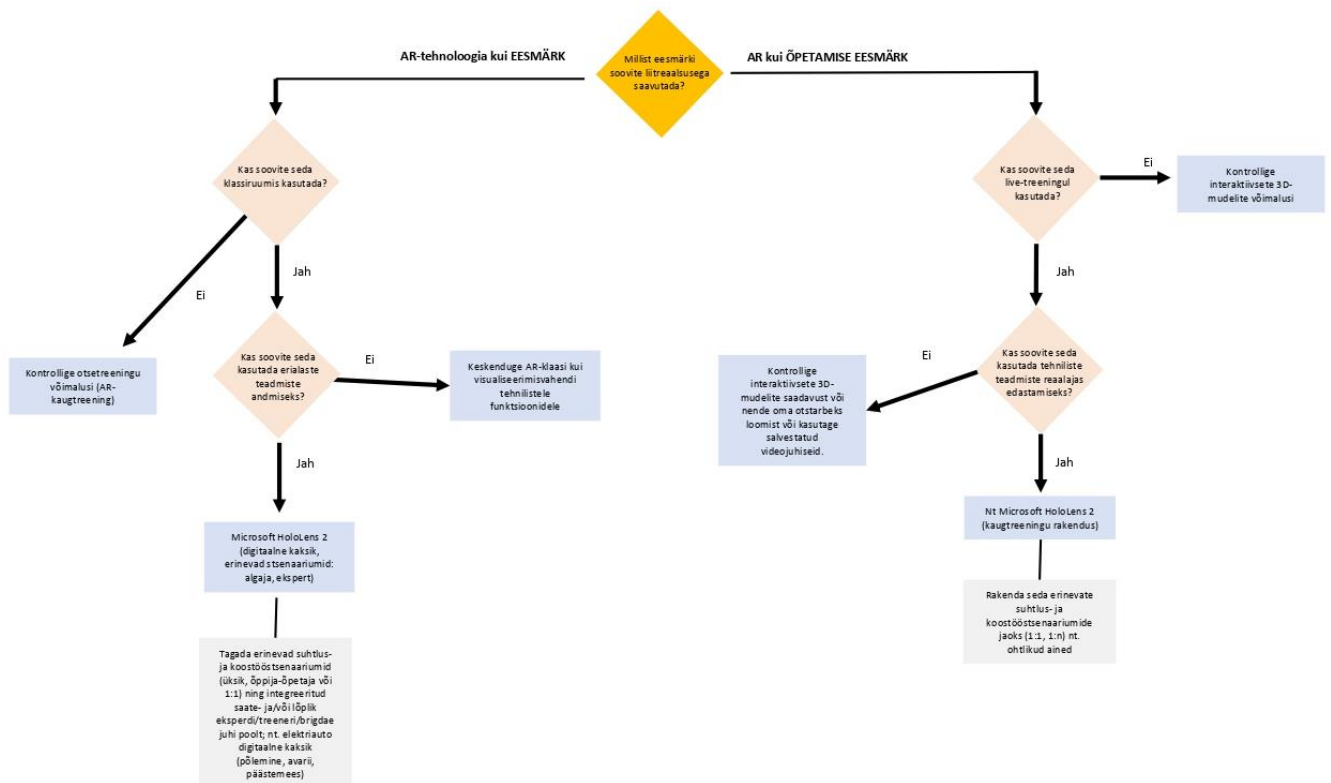 AR-tehnoloogia kui EESMÄRK
Millist eesmärki
soovite liitreaalsusega
saavutada?
AR kui ÕPETAMISE EESMÄRK
Kas soovite seda
klassiruumis kasutada?
Kas soovite seda
live-treeningul
kasutada?
Ei
Kontrollige
interaktiivsete 3D-
mudelite võimalusi
Ei
Jah
Jah
Kontrollige otsetreeningu
võimalusi (AR-
kaugtreening)
Kas soovite seda
kasutada erialaste
teadmiste
andmiseks?
Ei
Keskenduge AR-klaasi kui
visualiseerimisvahendi
tehnilistele
funktsioonidele
Kontrollige
interaktiivsete 3D-
mudelite saadavust või
nende oma otstarbeks
loomist või kasutage
salvestatud videojuhiseid.
Ei
Kas soovite seda
kasutada tehniliste
teadmiste reaalajas
edastamiseks?
Jah
Jah
Microsoft HoloLens 2
(digitaalne kaksik,
erinevad stsenaariumid:
algaja, ekspert)
Nt Microsoft HoloLens 2
(kaugtreeningu rakendus)
Tagada erinevad suhtlus-
ja koostööstsenaariumid
(üksik, õppija-õpetaja või
1:1) ning integreeritud
saate- ja/või lõplik
eksperdi/treeneri/brigdae
juhi poolt; nt. elektriauto
digitaalne kaksik
(põlemine, avarii,
päästemees)
Rakenda seda erinevate
suhtlus- ja
koostööstsenaariumide
jaoks (1:1, 1:n) nt.
ohtlikud ained